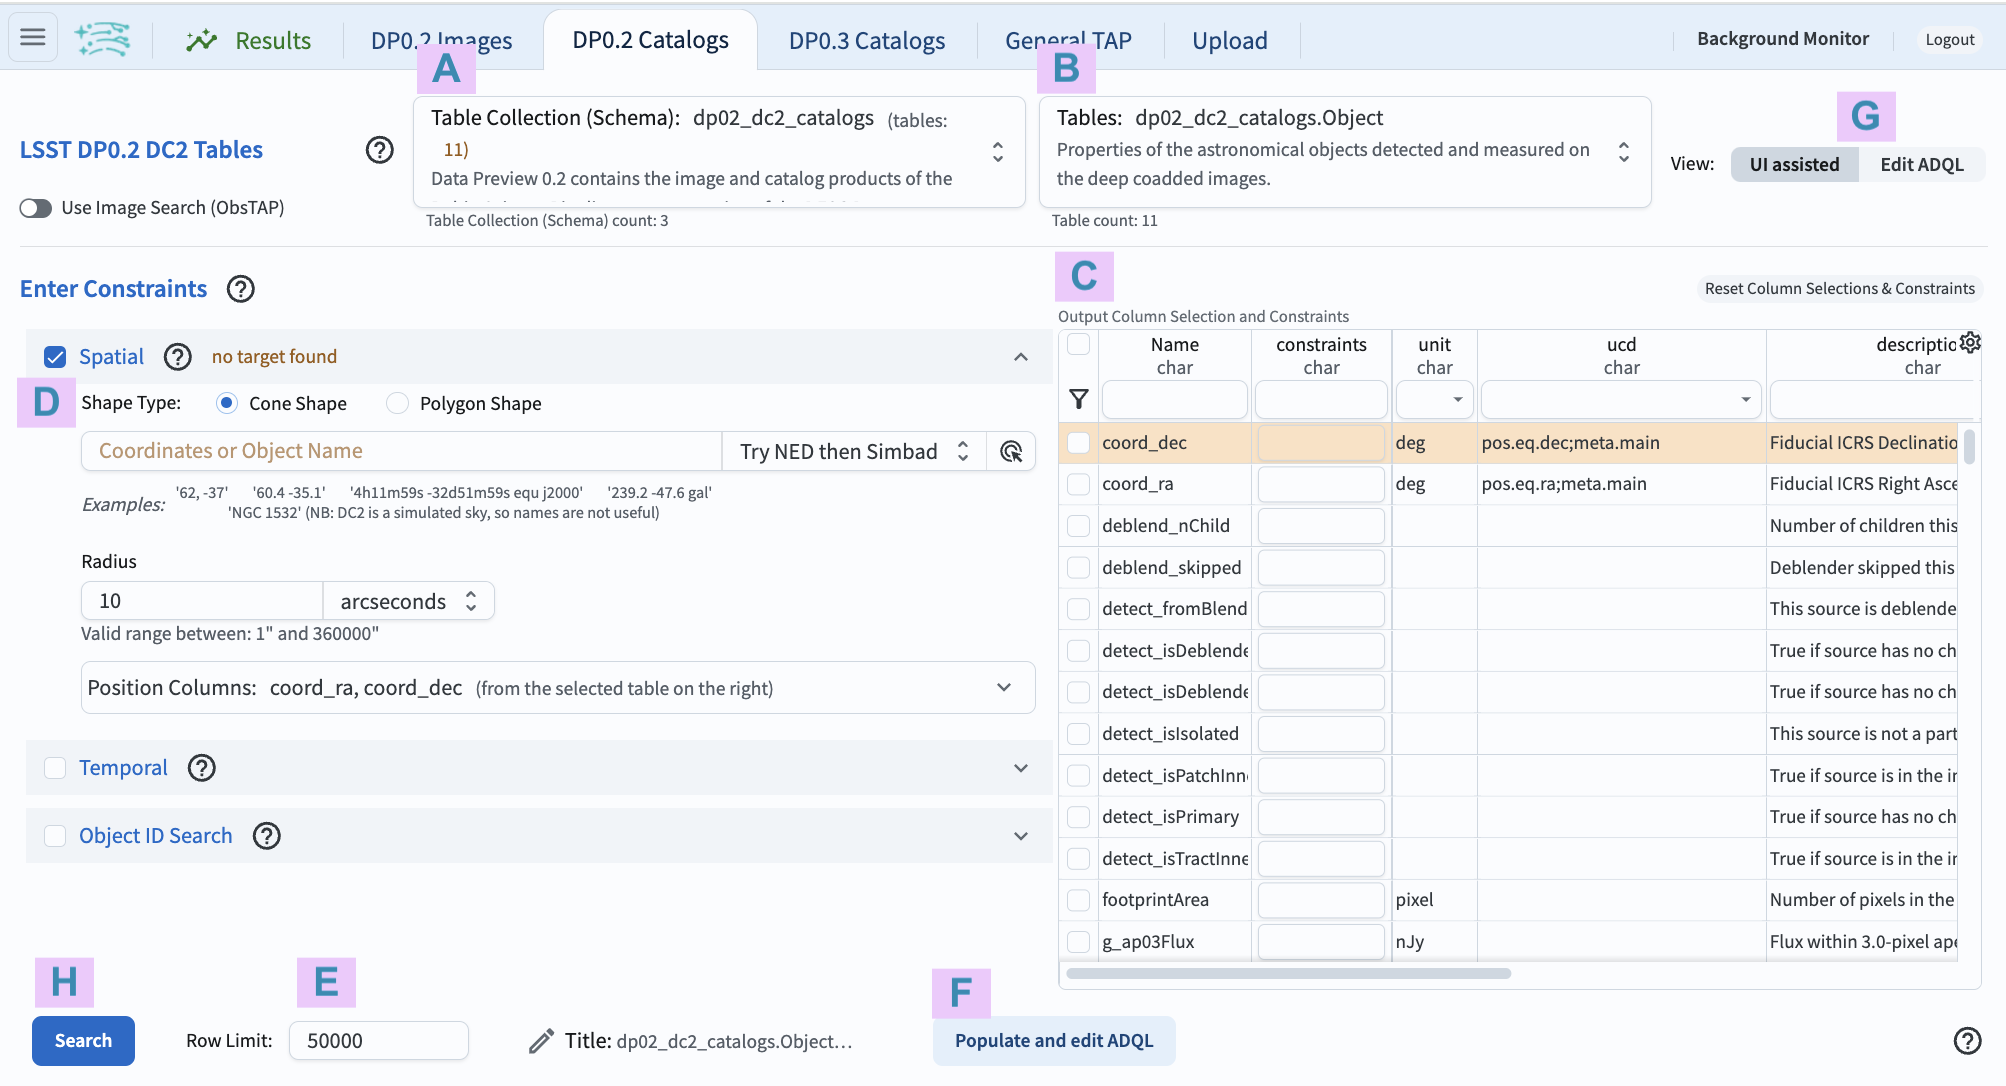 Results
DP0.2 Images
DP0.2 Catalogs
DP0.3 Catalogs
General TAP
Upload
Background Monitor
Logout
A
B
G
LSST DP0.2 DC2 Tables
Use Image Search (ObsTAP)
Table Collection (Schema): dp02_dc2_catalogs (tables:
11)
Data Preview 0.2 contains the image and catalog products of the
Table Collection (Schema) count: 3
Tables: dp02_dc2_catalogs.Object
Properties of the astronomical objects detected and measured on
the deep coadded images.
Table count: 11
View: UI assisted Edit ADQL
Enter Constraints
C
Reset Column Selections & Constraints
Output Column Selection and Constraints
Spatial no target found
D
Shape Type: Cone Shape Polygon Shape
Coordinates or Object Name Try NED then Simbad
Examples: '62, -37' '60.4 -35.1' '4h11m59s -32d51m59s equ j2000' '239.2 -47.6 gal'
'NGC 1532' (NB: DC2 is a simulated sky, so names are not useful)
Radius
10 arcseconds
Valid range between: 1" and 360000"
Position Columns: coord_ra, coord_dec (from the selected table on the right)
Temporal
Object ID Search
Name constraints unit ucd descriptio
char char char char char
coord_dec deg pos.eq.dec;meta.main Fiducial ICRS Declinatio
coord_ra deg pos.eq.ra;meta.main Fiducial ICRS Right Asce
deblend_nChild Number of children this
deblend_skipped Deblender skipped this
detect_fromBlend This source is deblende
detect_isDeblende True if source has no ch
detect_isDeblende True if source has no ch
detect_isIsolated This source is not a part
detect_isPatchInne True if source is in the in
detect_isPrimary True if source has no ch
detect_isTractInne True if source is in the in
footprintArea pixel Number of pixels in the
g_ap03Flux nJy Flux within 3.0-pixel ape
H
E
F
Search
Row Limit: 50000
Title: dp02_dc2_catalogs.Object...
Populate and edit ADQL